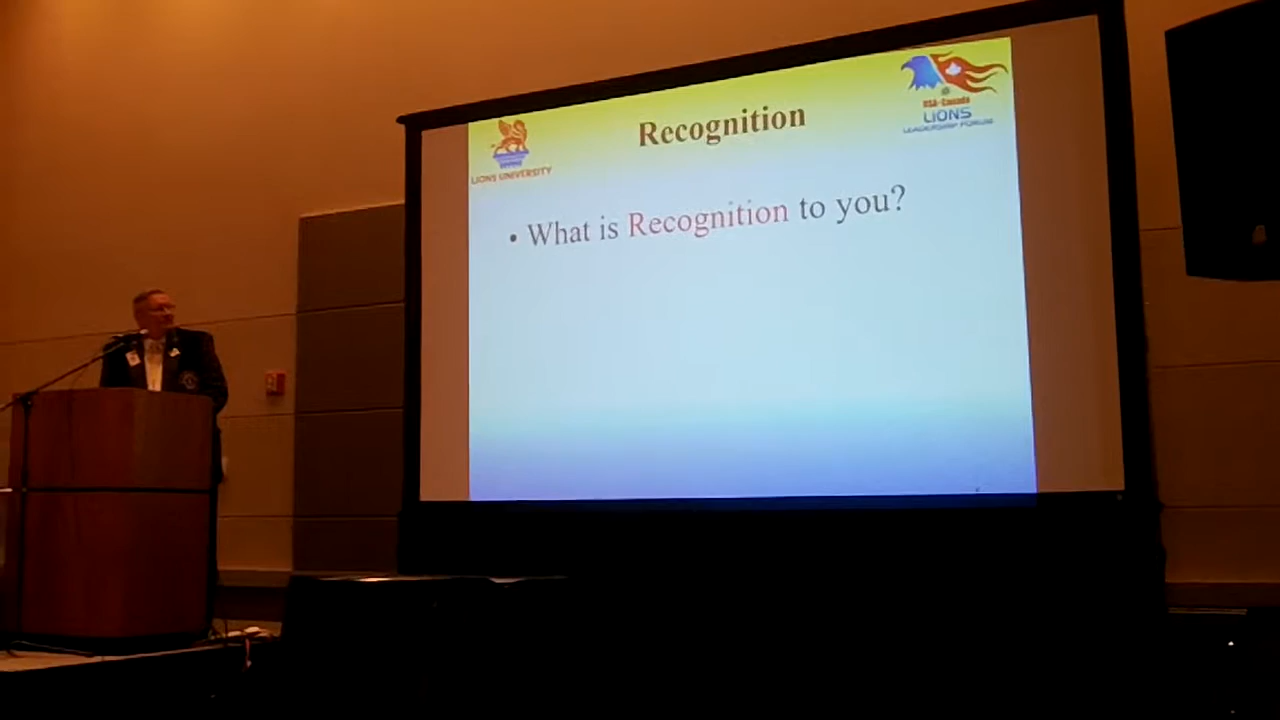 Recognition
LIONS UNIVERSITY
USA-Canada
LIONS
LEADERSHIP FORUM
• What is Recognition to you?